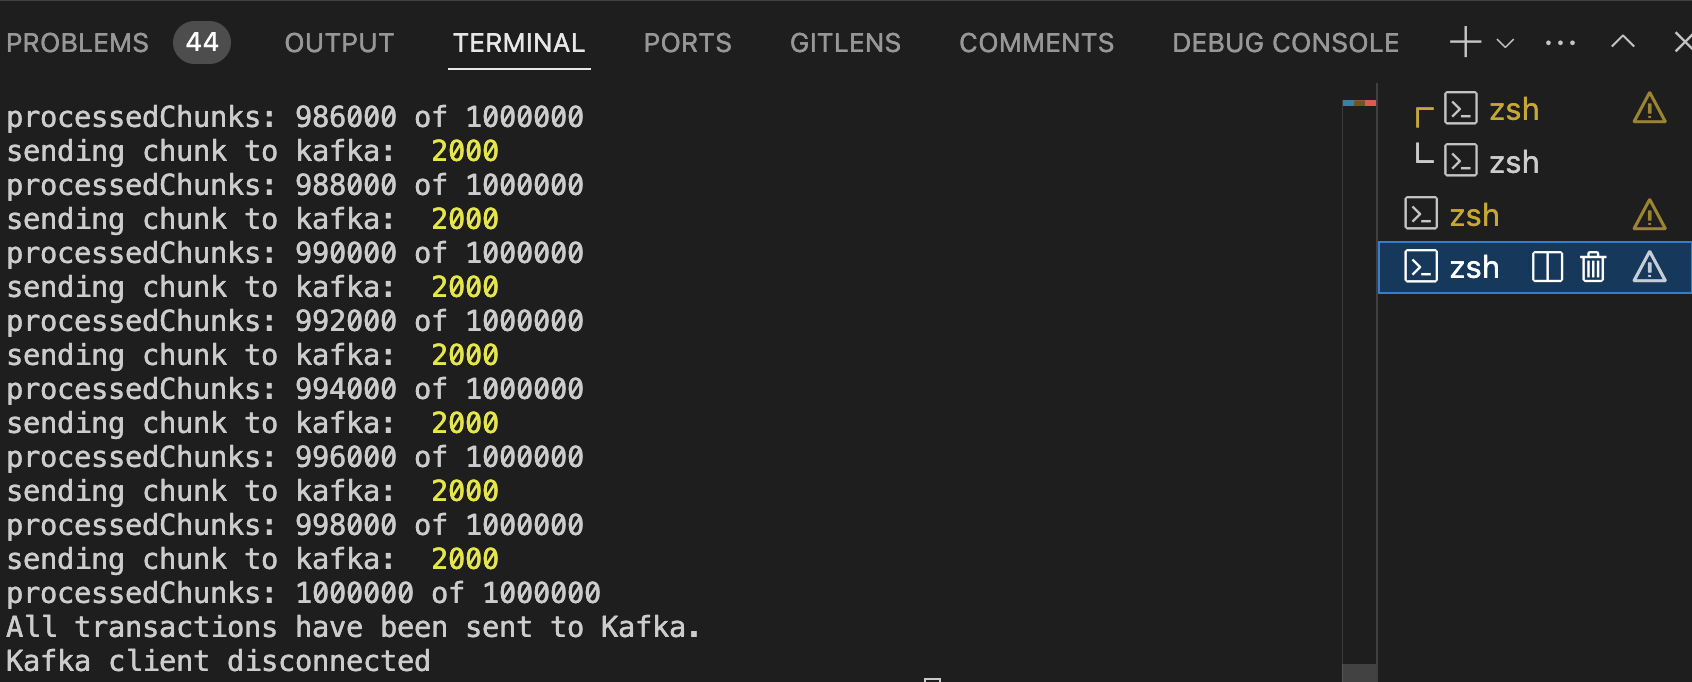 PROBLEMS 44 OUTPUT TERMINAL PORTS GITLENS COMMENTS DEBUG CONSOLE
processedChunks: 986000 of 1000000
sending chunk to kafka:  2000
processedChunks: 988000 of 1000000
sending chunk to kafka:  2000
processedChunks: 990000 of 1000000
sending chunk to kafka:  2000
processedChunks: 992000 of 1000000
sending chunk to kafka:  2000
processedChunks: 994000 of 1000000
sending chunk to kafka:  2000
processedChunks: 996000 of 1000000
sending chunk to kafka:  2000
processedChunks: 998000 of 1000000
sending chunk to kafka:  2000
processedChunks: 1000000 of 1000000
All transactions have been sent to Kafka.
Kafka client disconnected
zsh
zsh
zsh
zsh